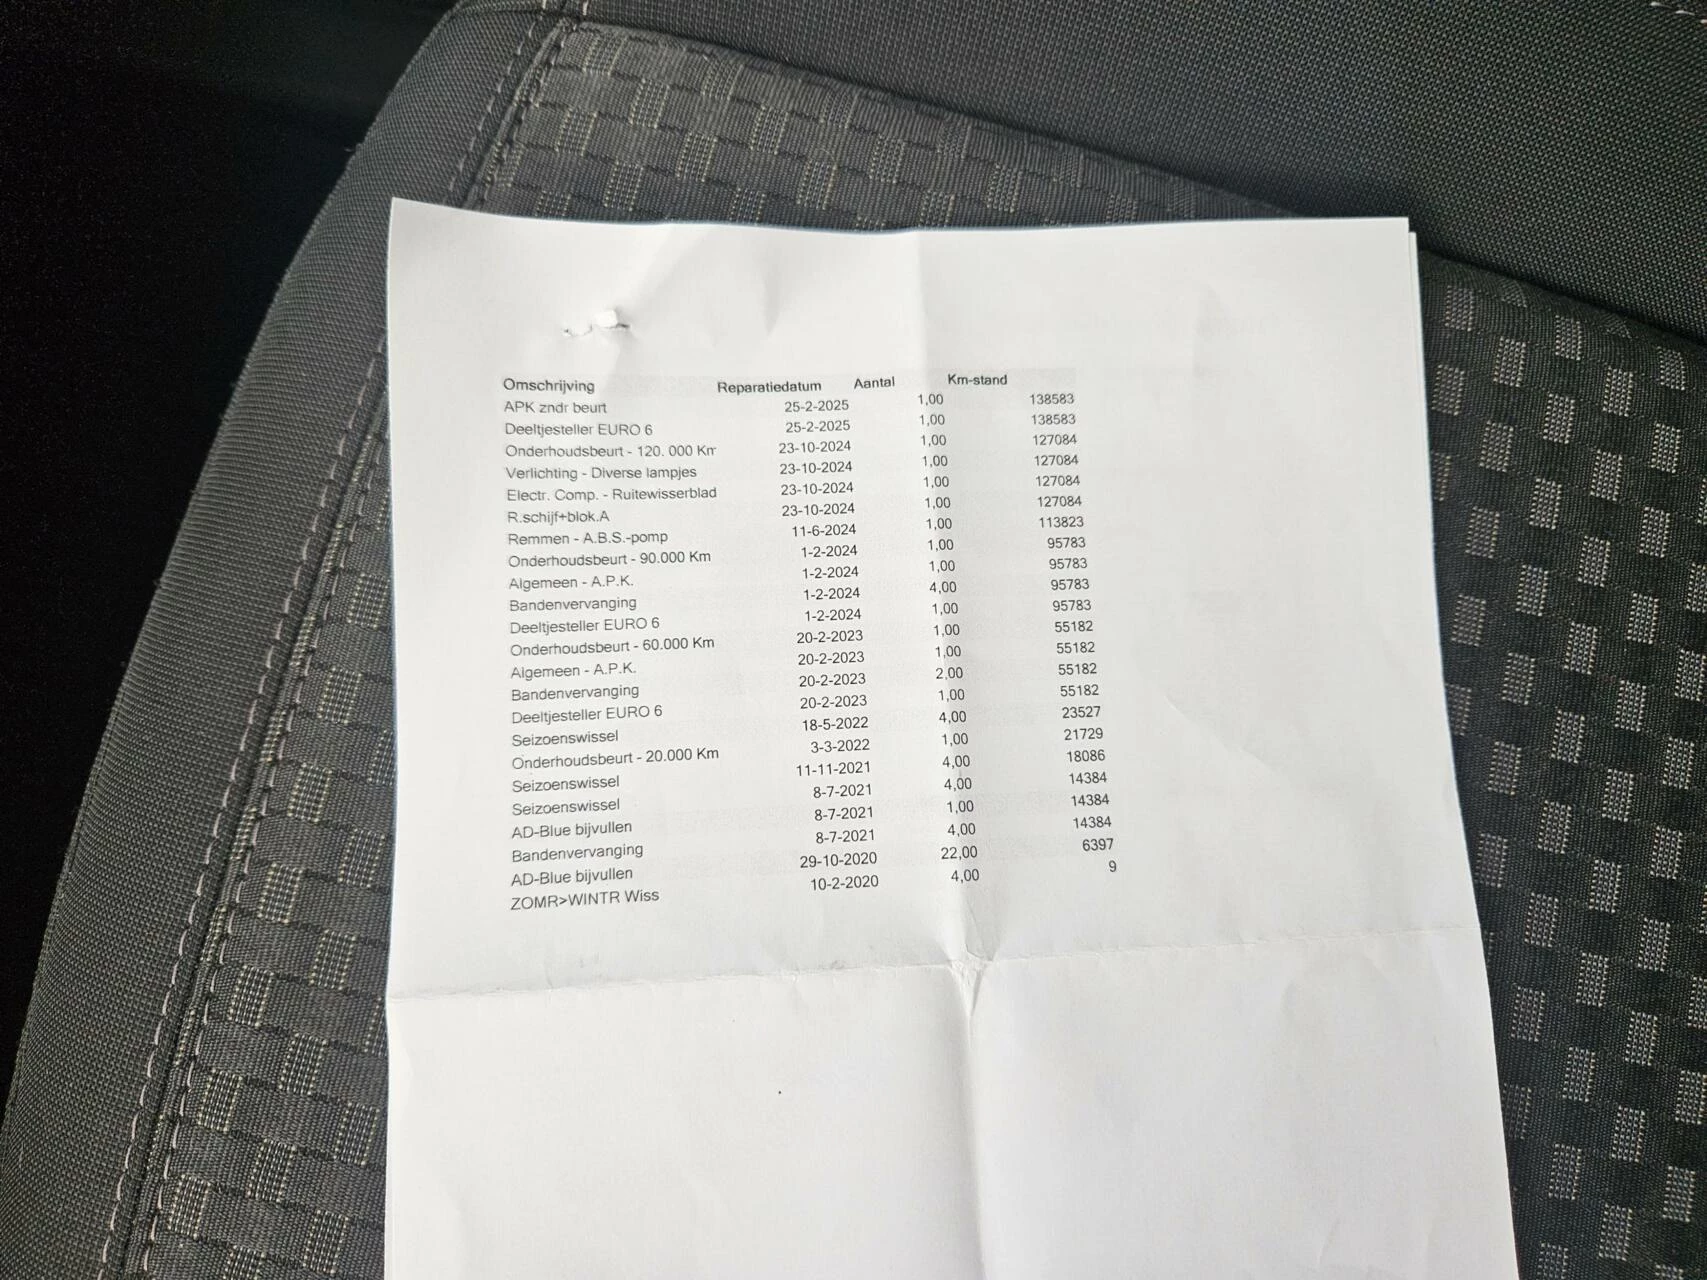 Omschrijving Reparatiedatum Aantal Km-stand
APK zndr beurt 25-2-2025 1,00 138583
Deeltjesteller EURO 6 25-2-2025 1,00 138583
Onderhoudsbeurt - 120. 000 Km 23-10-2024 1,00 127084
Verlichting - Diverse lampjes 23-10-2024 1,00 127084
Electr. Comp. - Ruitewisserblad 23-10-2024 1,00 127084
R.schijf+blok.A 23-10-2024 1,00 127084
Remmen - A.B.S.-pomp 11-6-2024 1,00 113823
Onderhoudsbeurt - 90.000 Km 1-2-2024 1,00 95783
Algemeen - A.P.K. 1-2-2024 1,00 95783
Bandenvervanging 1-2-2024 4,00 95783
Deeltjesteller EURO 6 1-2-2024 1,00 95783
Onderhoudsbeurt - 60.000 Km 20-2-2023 1,00 55182
Algemeen - A.P.K. 20-2-2023 1,00 55182
Bandenvervanging 20-2-2023 2,00 55182
Deeltjesteller EURO 6 20-2-2023 1,00 55182
Seizoenswissel 18-5-2022 4,00 23527
Onderhoudsbeurt - 20.000 Km 3-3-2022 1,00 21729
Seizoenswissel 11-11-2021 4,00 18086
Seizoenswissel 8-7-2021 4,00 14384
AD-Blue bijvullen 8-7-2021 1,00 14384
Bandenvervanging 8-7-2021 4,00 14384
AD-Blue bijvullen 29-10-2020 22,00 6397
ZOMR>WINTR Wiss 10-2-2020 4,00 9